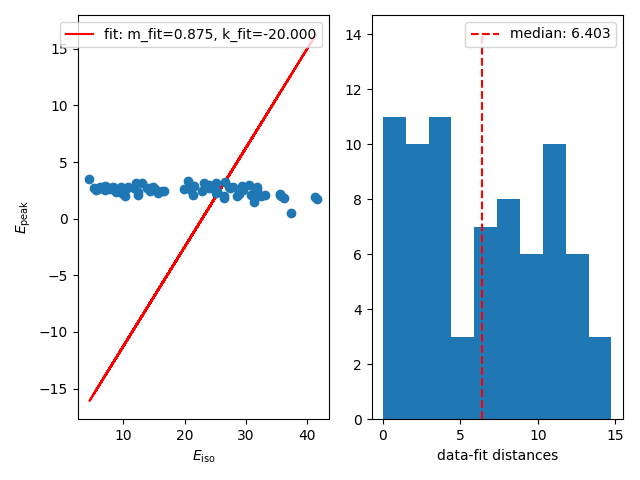 fit: m_fit=0.875, k_fit=-20.000
15
10
5
0
−5
−10
−15
E_peak
10 20 30 40
E_iso
median: 6.403
14
12
10
8
6
4
2
0
0 5 10 15
data-fit distances